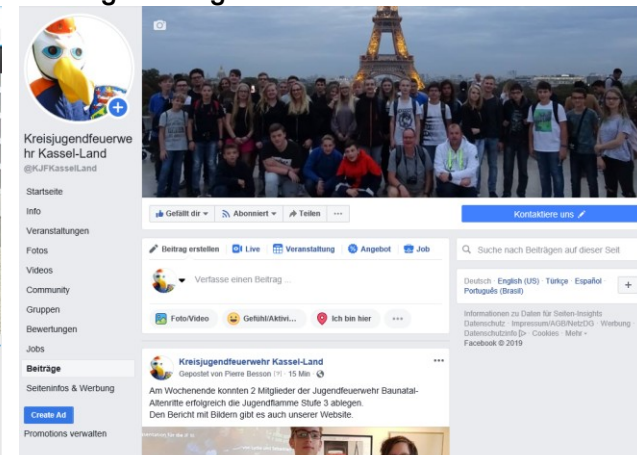 Kreisjugendfeuerwe
hr Kassel-Land
@KJFKasselLand
Startseite
Info
Veranstaltungen
Fotos
Videos
Community
Gruppen
Bewertungen
Jobs
Beiträge
Seiteninfos & Werbung
Create Ad
Promotions verwalten
Gefällt dir
Abonniert
Teilen
Kontaktiere uns
Beitrag erstellen
Live
Veranstaltung
Angebot
Job
Verfasse einen Beitrag ...
Foto/Video
Gefühl/Aktivi...
Ich bin hier
Kreisjugendfeuerwehr Kassel-Land
Gepostet von Pierre Besson [?] · 15 Min ·
Am Wochenende konnten 2 Mitglieder der Jugendfeuerwehr Baunatal-
Altenritte erfolgreich die Jugendflamme Stufe 3 ablegen.
Den Bericht mit Bildern gibt es auch unserer Website.
Suche nach Beiträgen auf dieser Seit
Deutsch · English (US) · Türkçe · Español ·
Português (Brasil)
Informationen zu Daten für Seiten-Insights
Datenschutz · Impressum/AGB/NetzDG · Werbung
Datenschutzinfo · Cookies · Mehr
Facebook © 2019